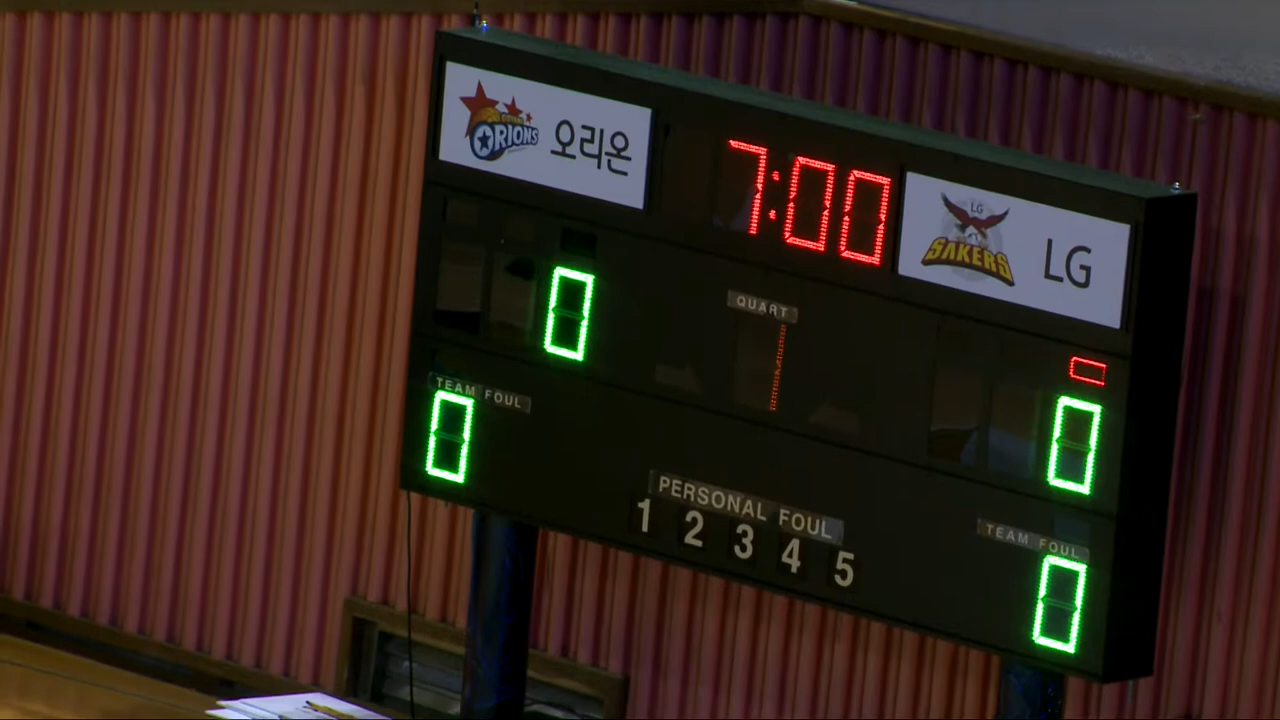 GOYANG
ORIONS
오리온
7:00
LG
SAKERS
LG
0
QUART
1
0
TEAM FOUL
0
PERSONAL FOUL
1 2 3 4 5
TEAM FOUL
0